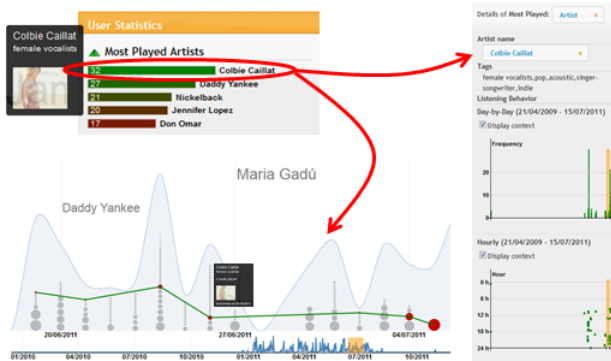 Colbie Caillat
female vocalists
User Statistics
Most Played Artists
32 Colbie Caillat
27 Daddy Yankee
21 Nickelback
20 Jennifer Lopez
17 Don Omar
Details of Most Played: Artist
Artist name
Colbie Caillat
Tags
female vocalists,pop,acoustic,singer-
songwriter,indie
Listening Behavior
Day-by-Day (21/04/2009 - 15/07/2011)
Display context
Frequency
20
0
Hourly (21/04/2009 - 15/07/2011)
Display context
Hour
0 h
6 h
12 h
18 h
24 h
Maria Gadú
Daddy Yankee
Colbie Caillat
female vocalists
20/06/2011
27/06/2011
04/07/2011
01/2010
04/2010
07/2010
10/2010
01/2011
04/2011
07/2011
10/2011